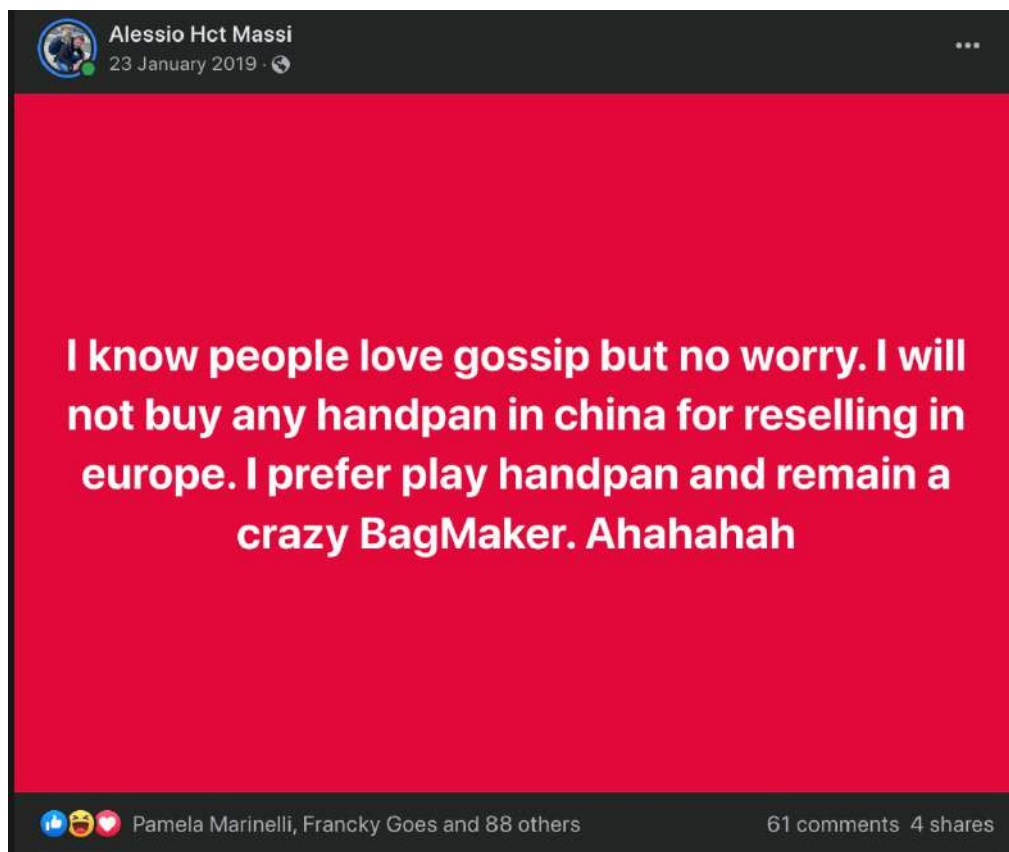 Alessio Hct Massi
23 January 2019 ·
I know people love gossip but no worry. I will
not buy any handpan in china for reselling in
europe. I prefer play handpan and remain a
crazy BagMaker. Ahahahah
Pamela Marinelli, Francky Goes and 88 others
61 comments 4 shares